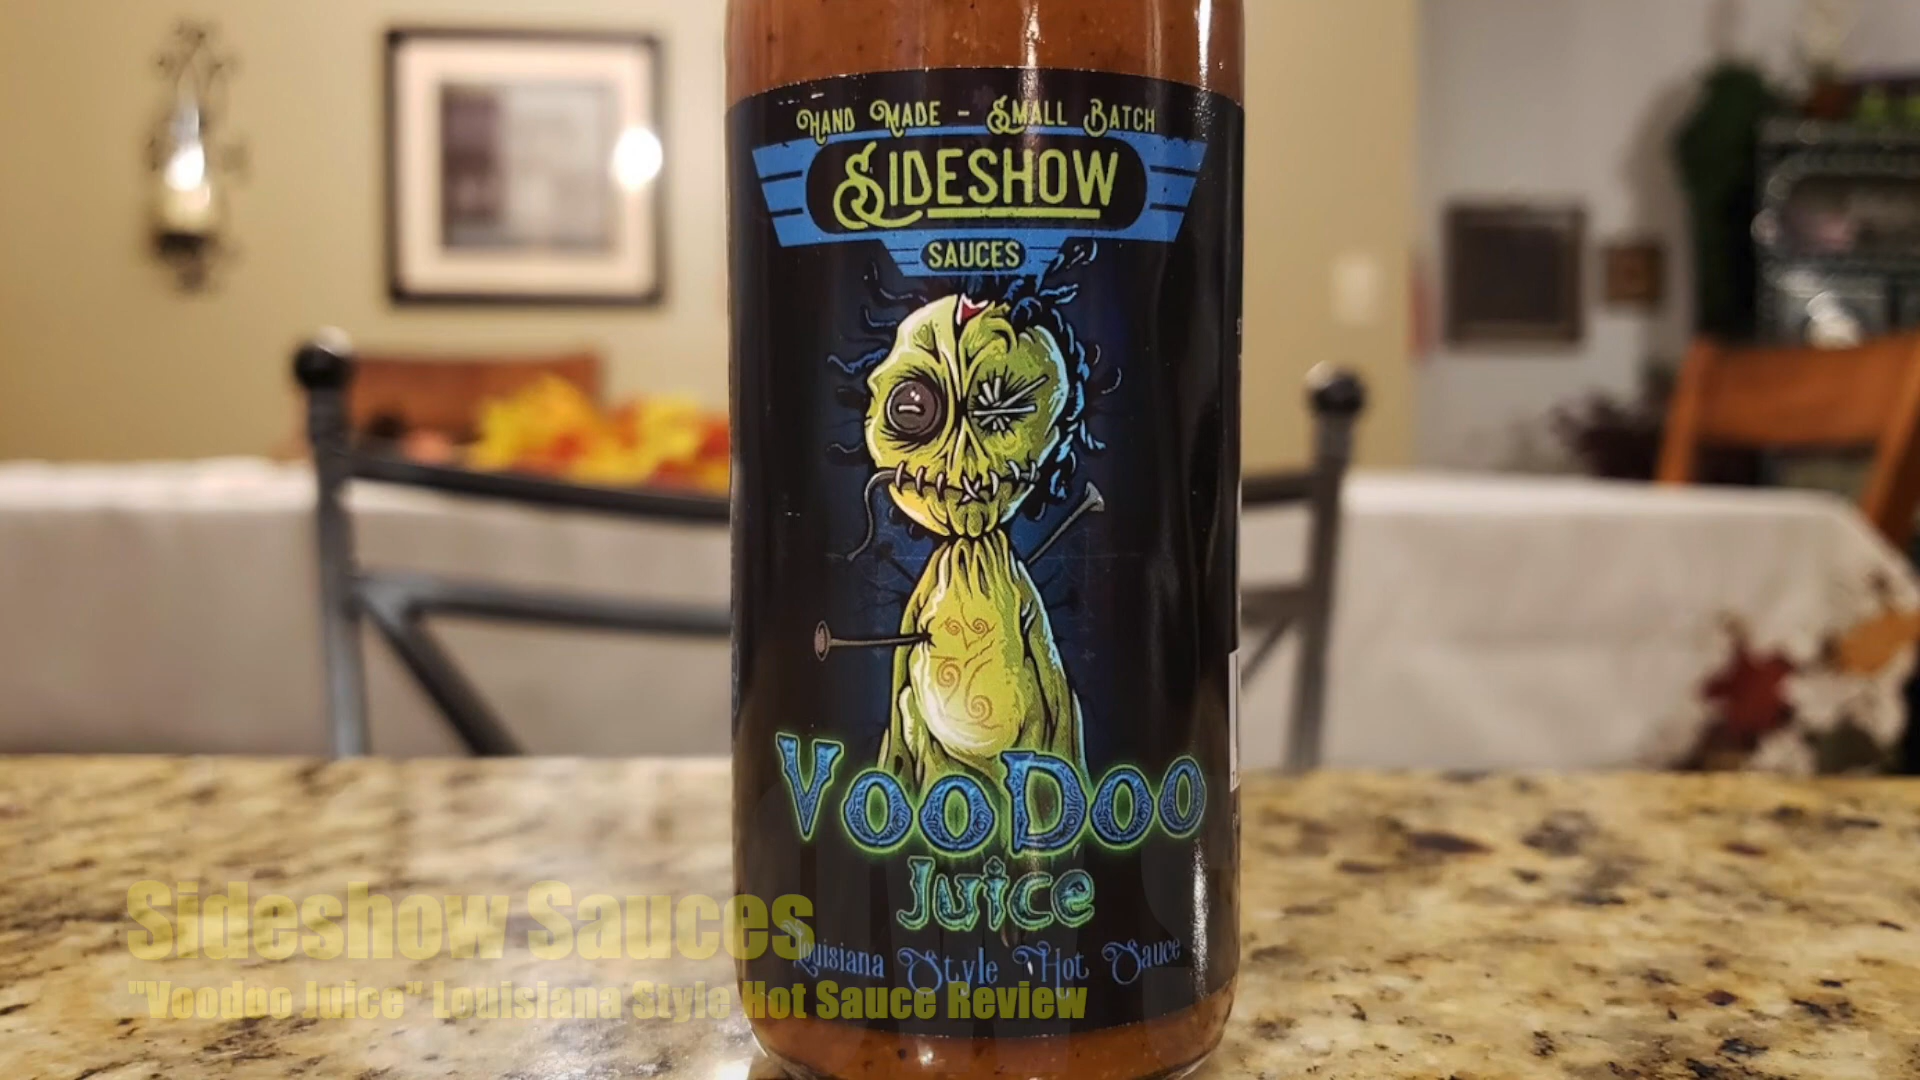 Hand Made - Small Batch
Sideshow
Sauces
VooDoo
Juice
Louisiana Style Hot Sauce
Sideshow Sauces
"Voodoo Juice" Louisiana Style Hot Sauce Review